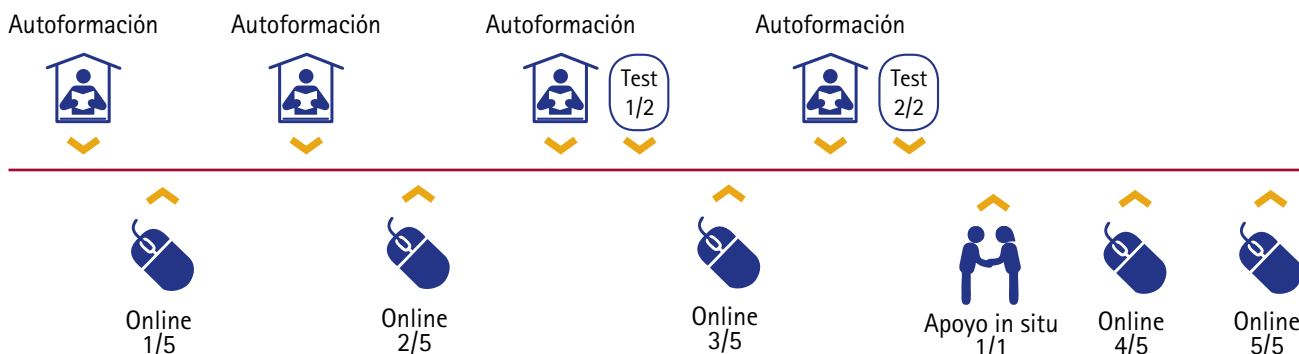 Autoformación
Autoformación
Autoformación
Autoformación
Test
1/2
Test
2/2
Online
1/5
Online
2/5
Online
3/5
Apoyo in situ
1/1
Online
4/5
Online
5/5